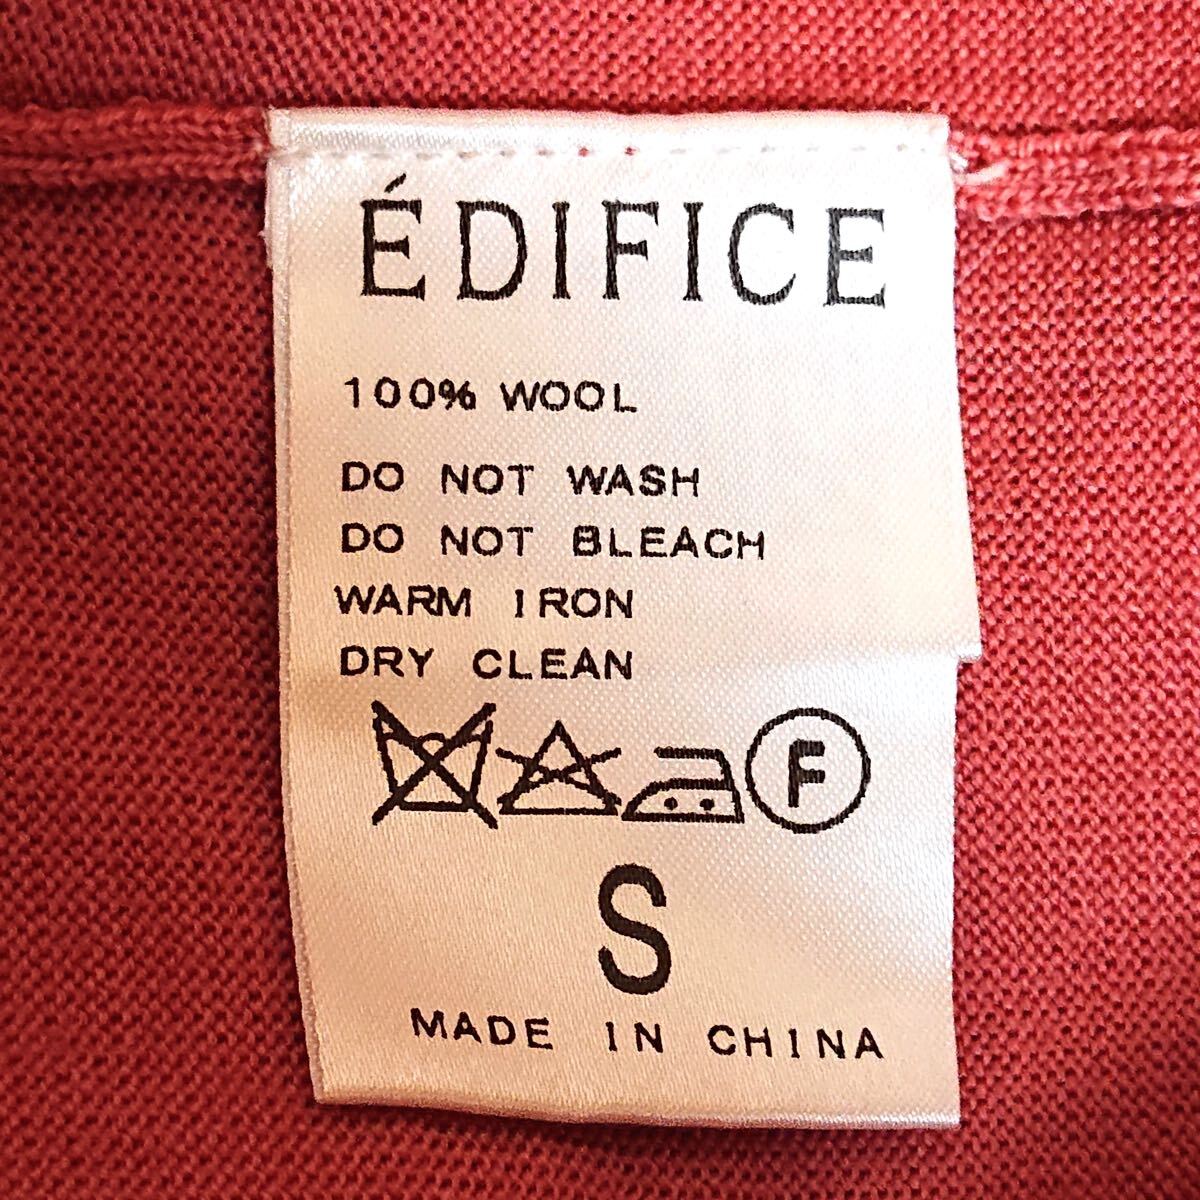 ÉDIFICE
100% WOOL
DO NOT WASH
DO NOT BLEACH
WARM IRON
DRY CLEAN
F
S
MADE IN CHINA